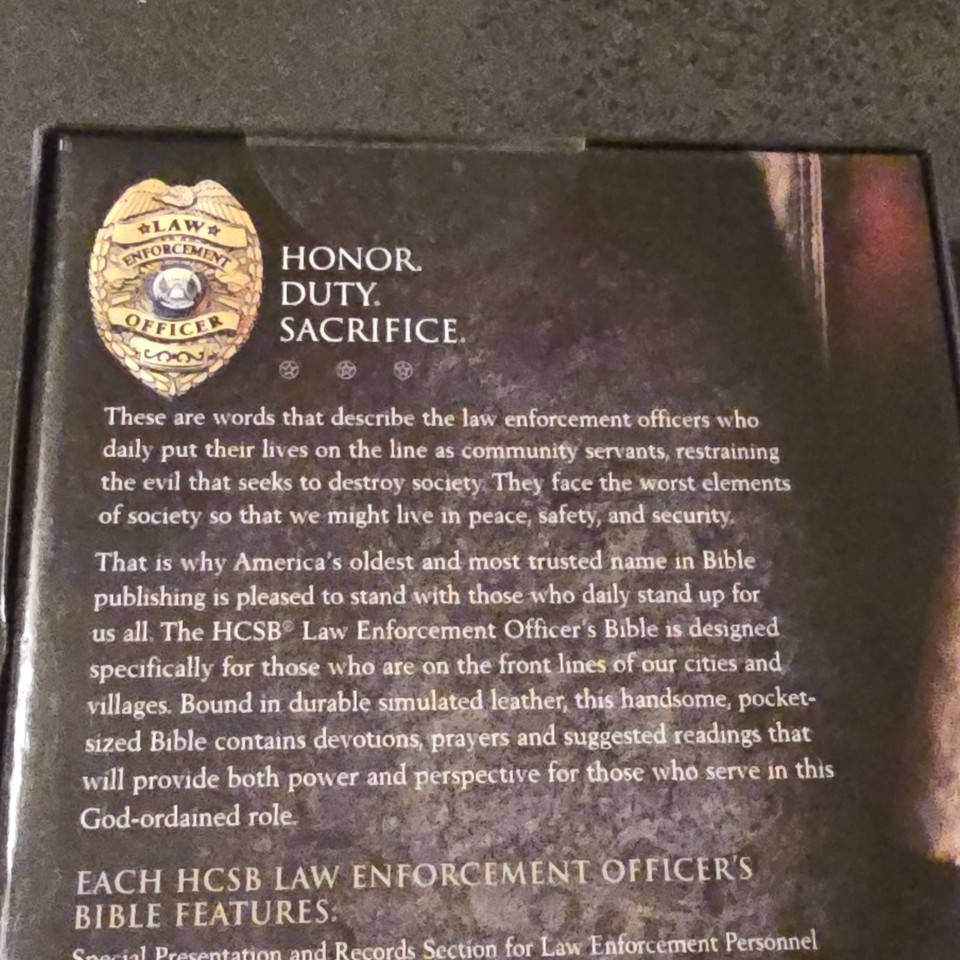 LAW
ENFORCEMENT
OFFICER
HONOR.
DUTY.
SACRIFICE.
These are words that describe the law enforcement officers who
daily put their lives on the line as community servants, restraining
the evil that seeks to destroy society. They face the worst elements
of society so that we might live in peace, safety, and security.
That is why America's oldest and most trusted name in Bible
publishing is pleased to stand with those who daily stand up for
us all. The HCSB® Law Enforcement Officer's Bible is designed
specifically for those who are on the front lines of our cities and
villages. Bound in durable simulated leather, this handsome, pocket-
sized Bible contains devotions, prayers and suggested readings that
will provide both power and perspective for those who serve in this
God-ordained role.
EACH HCSB LAW ENFORCEMENT OFFICER'S
BIBLE FEATURES:
Special Presentation and Records Section for Law Enforcement Personnel